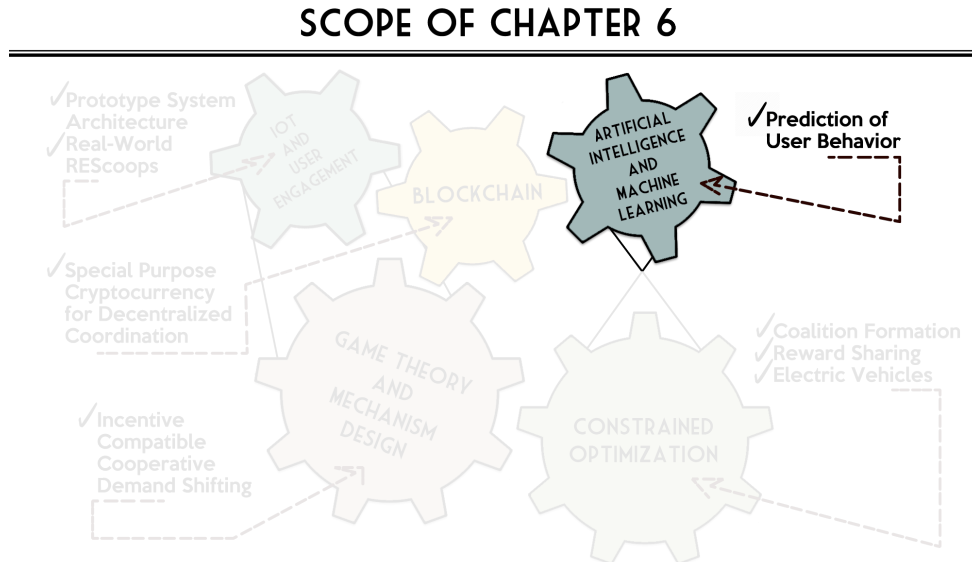 SCOPE OF CHAPTER 6
✓Prototype System
Architecture
✓Real-World
REScoops
IOT
AND
USER
ENGAGEMENT
BLOCKCHAIN
ARTIFICIAL
INTELLIGENCE
AND
MACHINE
LEARNING
✓Prediction of
User Behavior
✓Special Purpose
Cryptocurrency
for Decentralized
Coordination
GAME THEORY
AND
MECHANISM
DESIGN
✓Coalition Formation
✓Reward Sharing
✓Electric Vehicles
✓Incentive
Compatible
Cooperative
Demand Shifting
CONSTRAINED
OPTIMIZATION